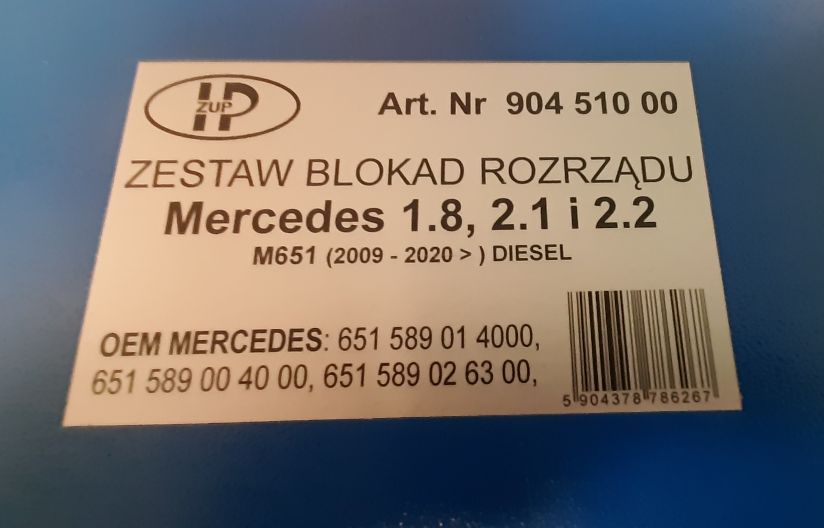 HP
ZUP
Art. Nr 904 510 00
ZESTAW BLOKAD ROZRZĄDU
Mercedes 1.8, 2.1 i 2.2
M651 (2009 - 2020 > ) DIESEL
OEM MERCEDES: 651 589 01 4000,
651 589 00 40 00, 651 589 02 63 00,
5 904378 786267